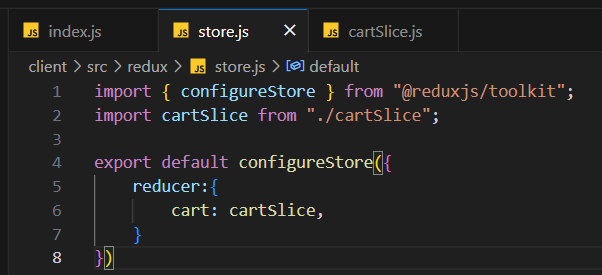 JS index.js JS store.js × JS cartSlice.js
client > src > redux > JS store.js > default
1 import { configureStore } from "@reduxjs/toolkit";
2 import cartSlice from "./cartSlice";
3
4 export default configureStore({
5     reducer:{
6         cart: cartSlice,
7     }
8 })